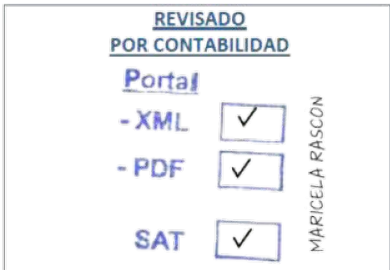 REVISADO
POR CONTABILIDAD
Portal
- XML ✓
- PDF ✓
SAT ✓
MARICELA RASCON